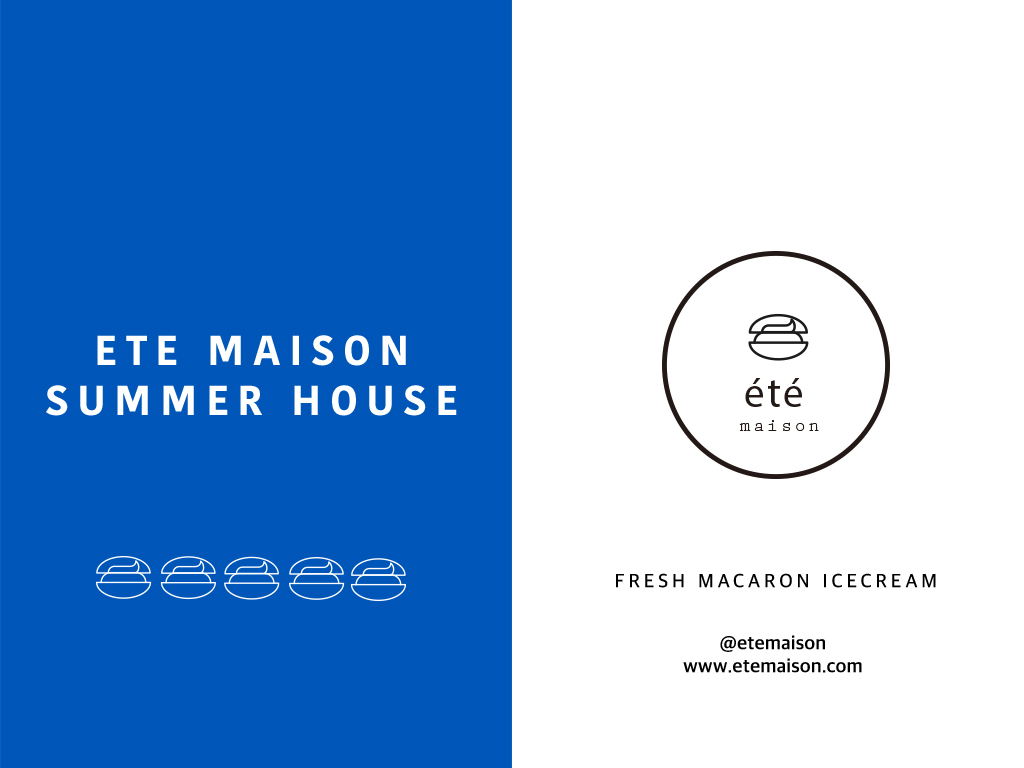 ETE MAISON
SUMMER HOUSE
été
maison
FRESH MACARON ICECREAM
@etemaison
www.etemaison.com